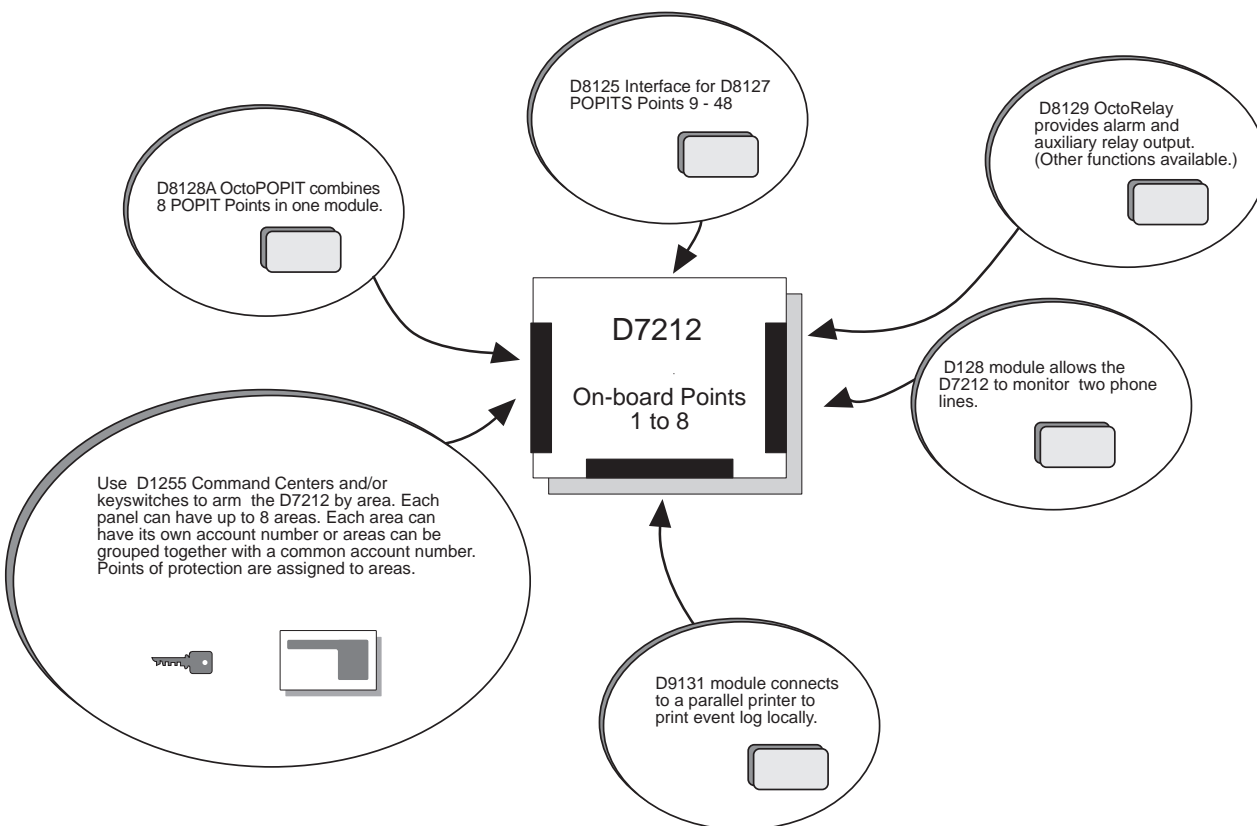 D8125 Interface for D8127
POPITS Points 9 - 48
D8129 OctoRelay
provides alarm and
auxiliary relay output.
(Other functions available.)
D8128A OctoPOPIT combines
8 POPIT Points in one module.
D7212
On-board Points
1 to 8
D128 module allows the
D7212 to monitor two phone
lines.
Use D1255 Command Centers and/or
keyswitches to arm the D7212 by area. Each
panel can have up to 8 areas. Each area can
have its own account number or areas can be
grouped together with a common account number.
Points of protection are assigned to areas.
D9131 module connects
to a parallel printer to
print event log locally.